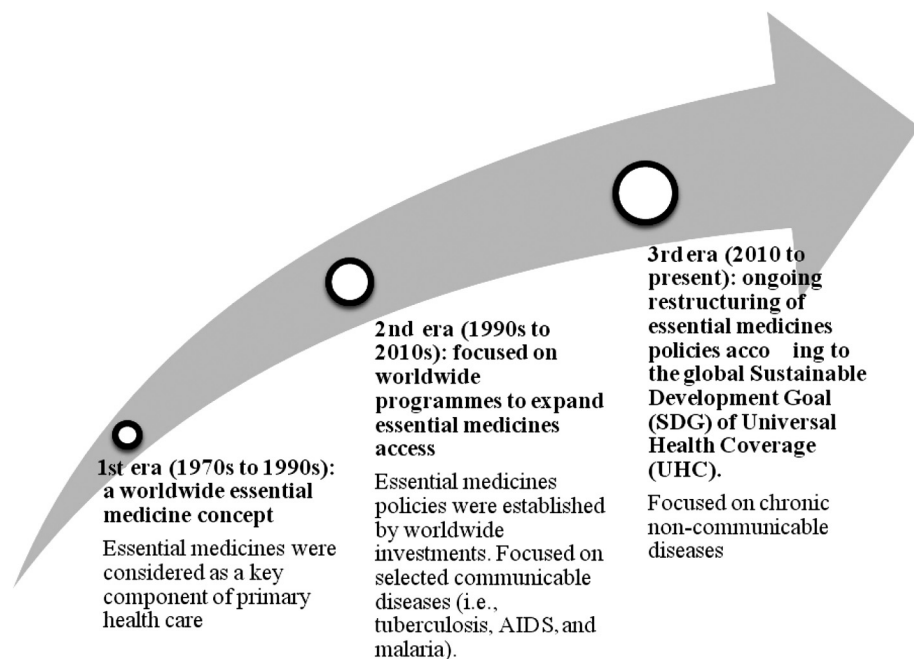 1st era (1970s to 1990s):
a worldwide essential
medicine concept
Essential medicines were
considered as a key
component of primary
health care
2nd era (1990s to
2010s): focused on
worldwide
programmes to expand
essential medicines
access
Essential medicines
policies were established
by worldwide
investments. Focused on
selected communicable
diseases (i.e.,
tuberculosis, AIDS, and
malaria).
3rd era (2010 to
present): ongoing
restructuring of
essential medicines
policies acco ing to
the global Sustainable
Development Goal
(SDG) of Universal
Health Coverage
(UHC).
Focused on chronic
non-communicable
diseases